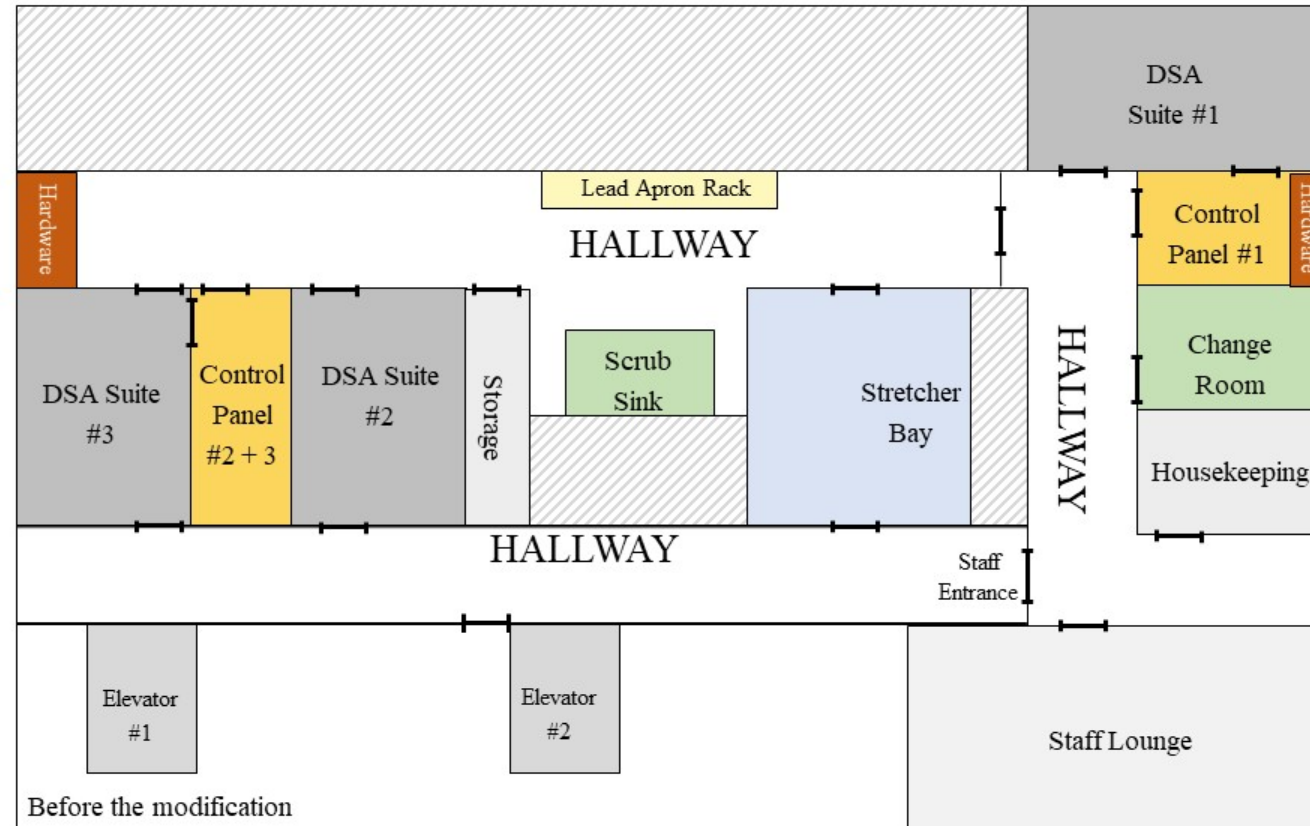 DSA
Suite #1
Hardware
Lead Apron Rack
HALLWAY
Control
Panel #1
Hardware
DSA Suite
#3
Control
Panel
#2 + 3
DSA Suite
#2
Storage
Scrub
Sink
Stretcher
Bay
HALLWAY
Change
Room
Housekeeping
HALLWAY
Staff
Entrance
Elevator
#1
Elevator
#2
Staff Lounge
Before the modification